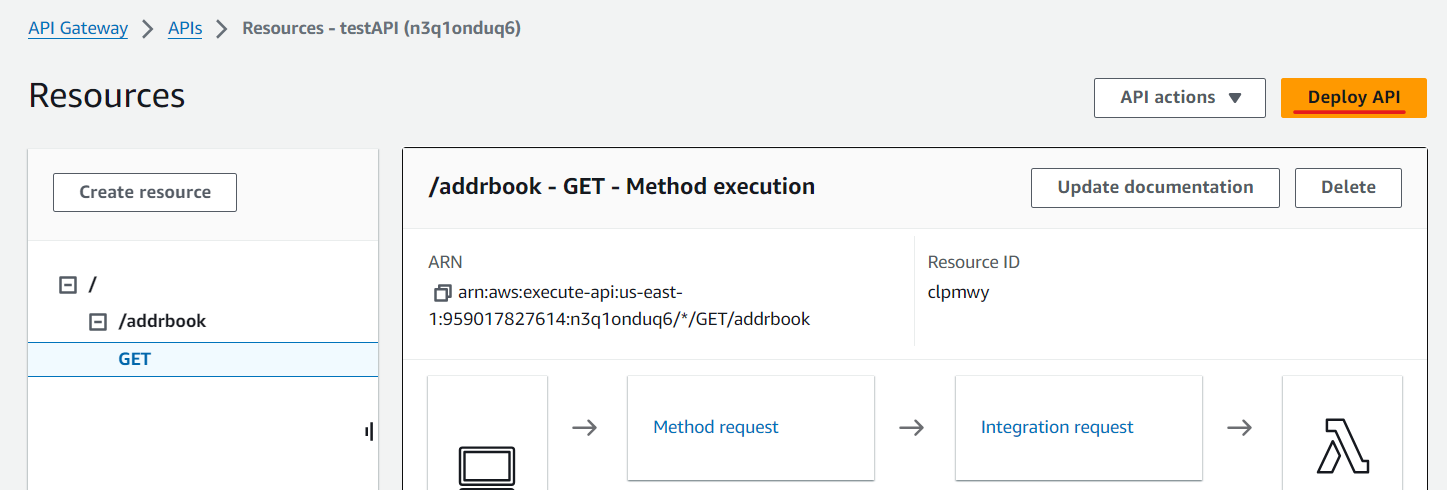 API Gateway > APIs > Resources - testAPI (n3q1onduq6)
Resources
API actions ▼
Deploy API
Create resource
/
/addrbook
GET
/addrbook - GET - Method execution
Update documentation
Delete
ARN
arn:aws:execute-api:us-east-
1:959017827614:n3q1onduq6/*/GET/addrbook
Resource ID
clpmwy
Method request
Integration request